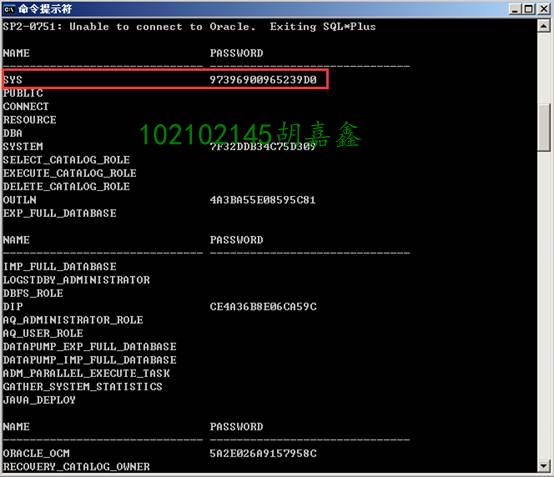 命令提示符
SP2-0751: Unable to connect to Oracle.  Exiting SQL*Plus
NAME                           PASSWORD
------------------------------ ------------------------------
SYS                            97396900965239D0
PUBLIC
CONNECT
RESOURCE
DBA
102102145胡嘉鑫
SYSTEM                         7F32DDB34C75D309
SELECT_CATALOG_ROLE
EXECUTE_CATALOG_ROLE
DELETE_CATALOG_ROLE
OUTLN                          4A3BA55E08595C81
EXP_FULL_DATABASE
NAME                           PASSWORD
------------------------------ ------------------------------
IMP_FULL_DATABASE
LOGSTDBY_ADMINISTRATOR
DBFS_ROLE
DIP                            CE4A36B8E06CA59C
AQ_ADMINISTRATOR_ROLE
AQ_USER_ROLE
DATAPUMP_EXP_FULL_DATABASE
DATAPUMP_IMP_FULL_DATABASE
ADM_PARALLEL_EXECUTE_TASK
GATHER_SYSTEM_STATISTICS
JAVA_DEPLOY
NAME                           PASSWORD
------------------------------ ------------------------------
ORACLE_OCM                     5A2E026A9157958C
RECOVERY_CATALOG_OWNER